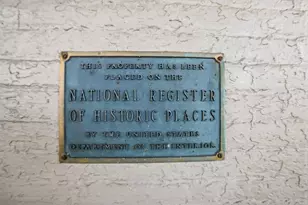 THIS PROPERTY HAS BEEN
PLACED ON THE
NATIONAL REGISTER
OF HISTORIC PLACES
BY THE UNITED STATES
DEPARTMENT OF THE INTERIOR